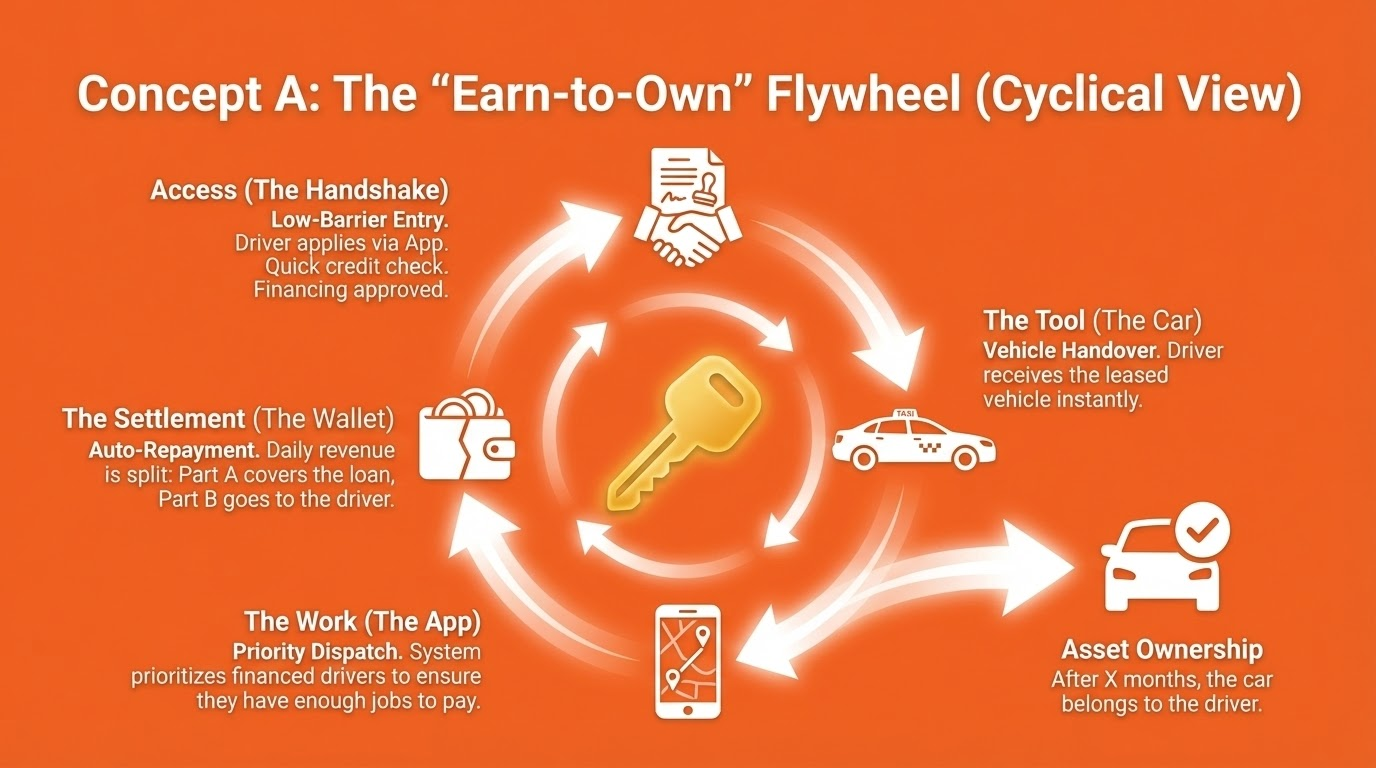 Concept A: The “Earn-to-Own” Flywheel (Cyclical View)
Access (The Handshake)
Low-Barrier Entry.
Driver applies via App.
Quick credit check.
Financing approved.
The Tool (The Car)
Vehicle Handover. Driver
receives the leased
vehicle instantly.
TASI
The Settlement (The Wallet)
Auto-Repayment. Daily revenue
is split: Part A covers the loan,
Part B goes to the driver.
The Work (The App)
Priority Dispatch. System
prioritizes financed drivers to ensure
they have enough jobs to pay.
Asset Ownership
After X months, the car
belongs to the driver.